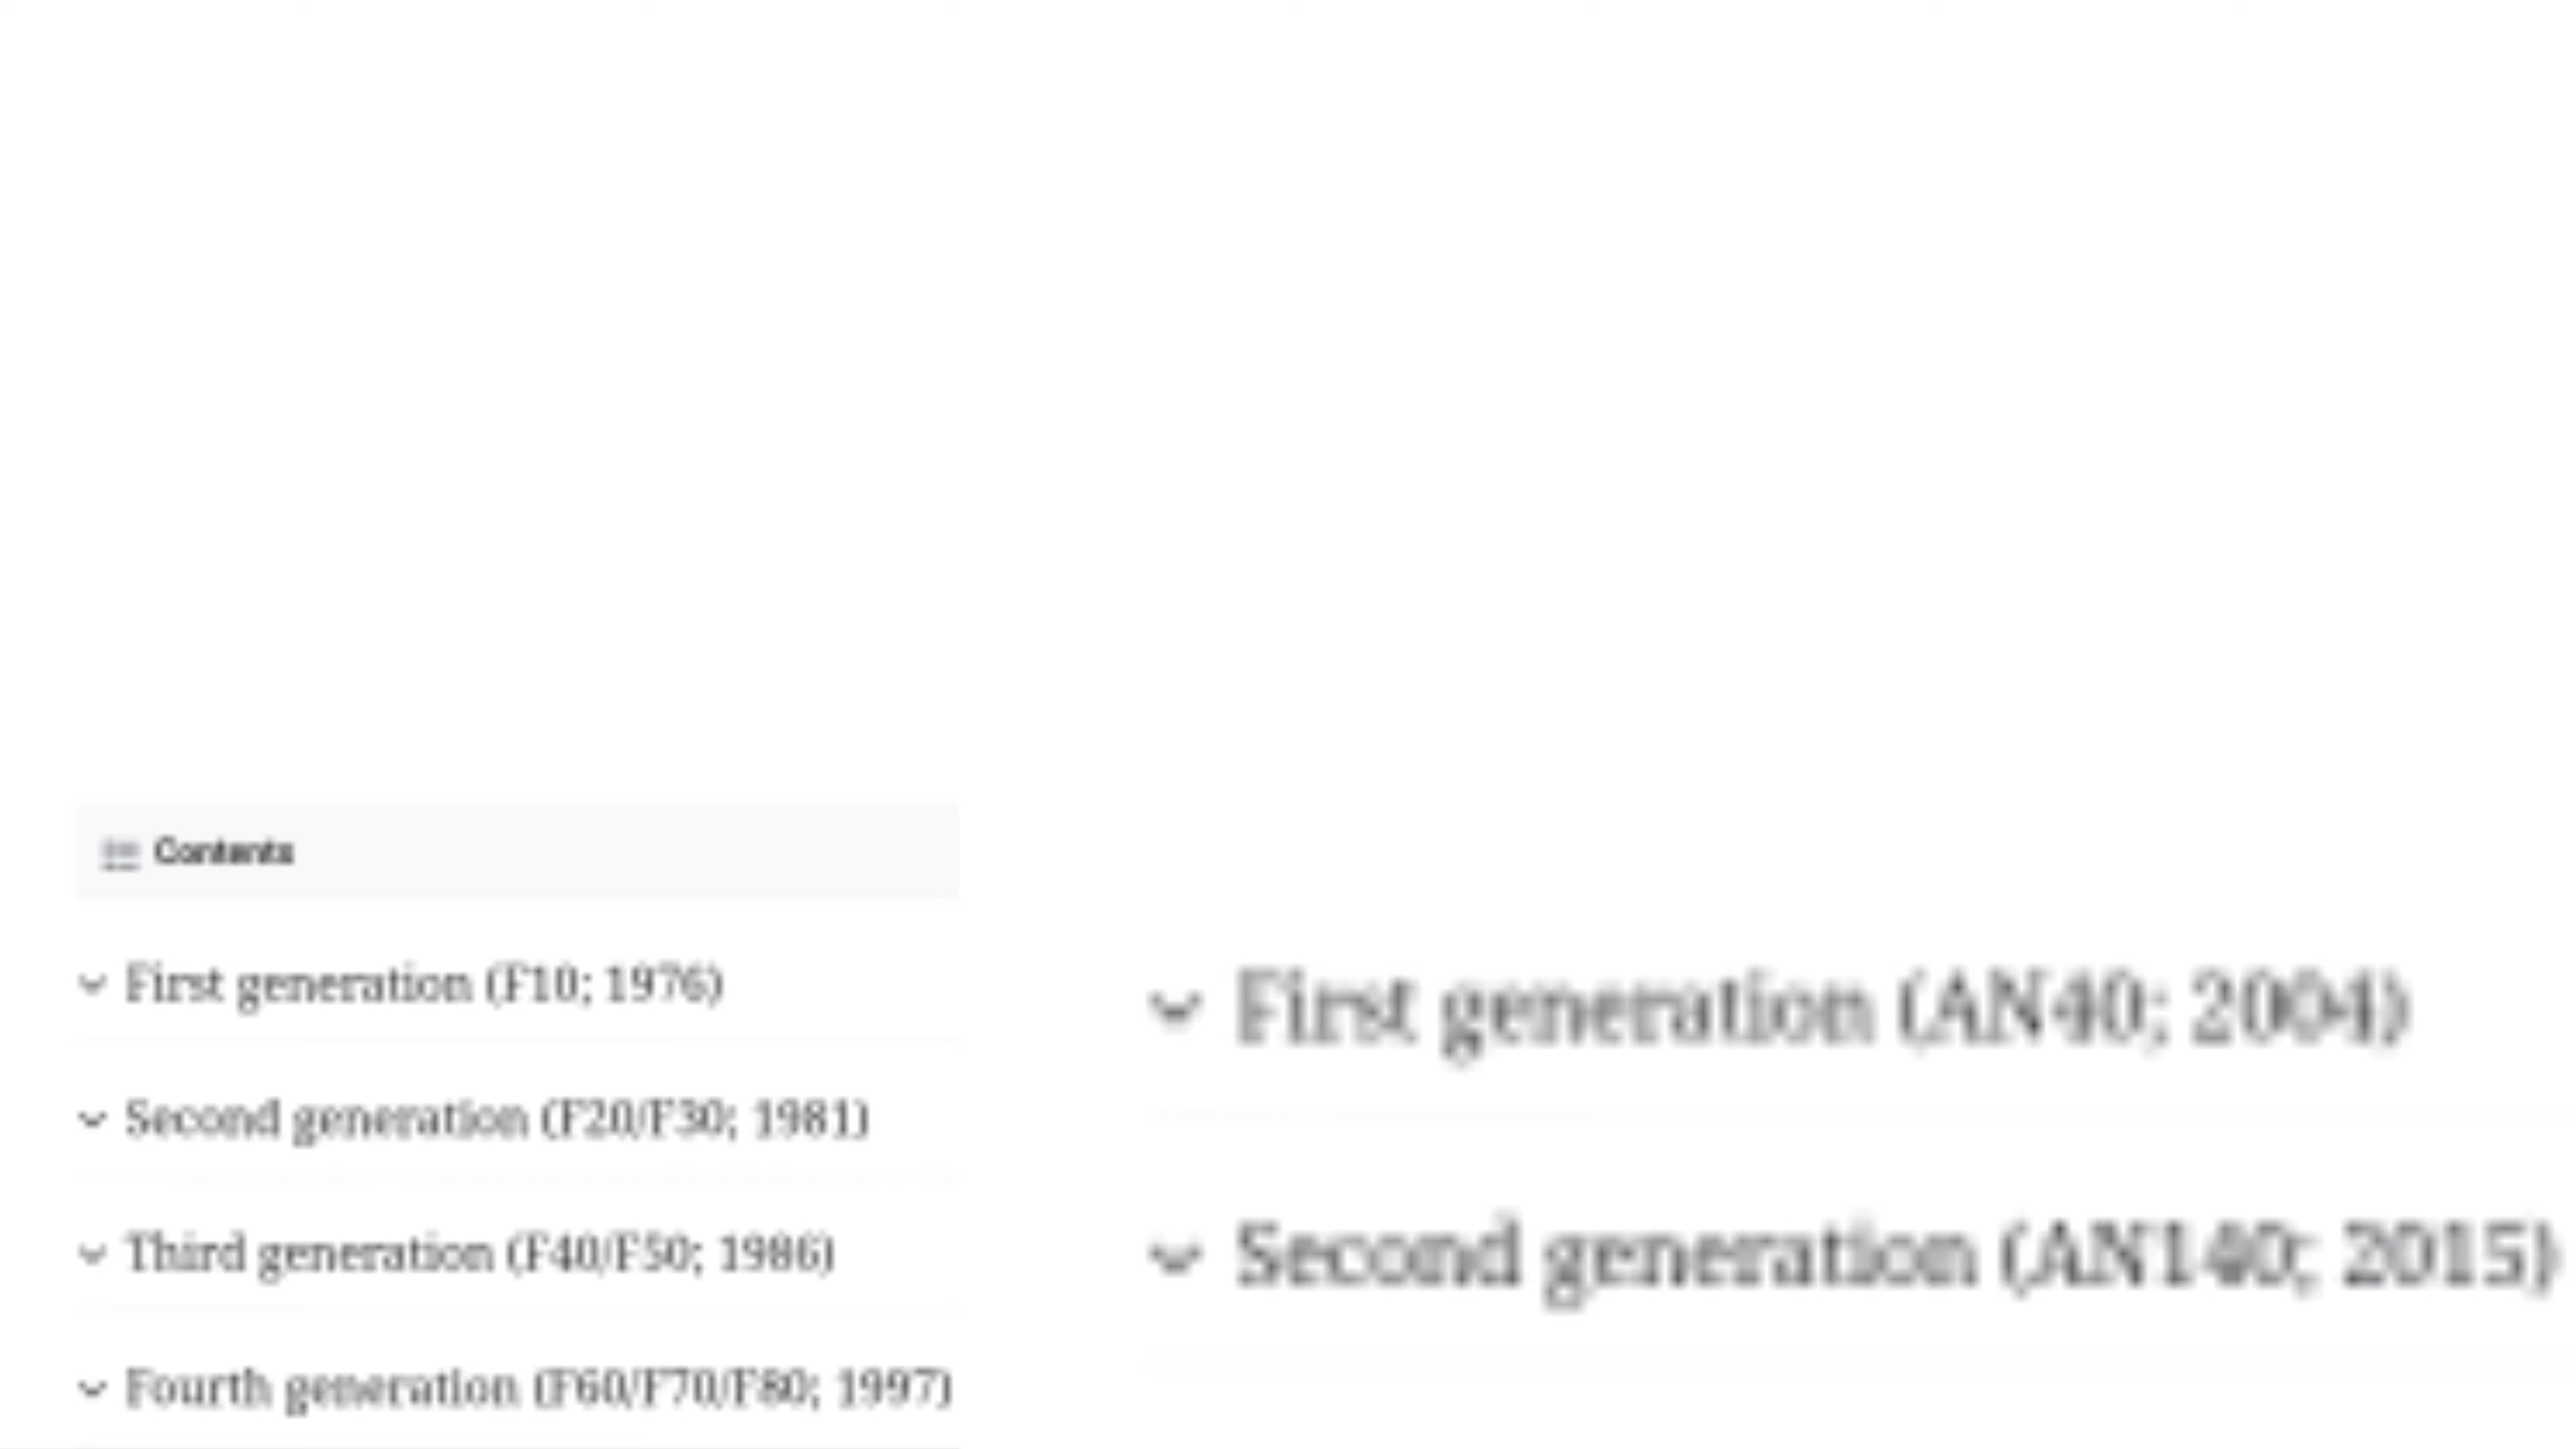 Contents
First generation (F10; 1976)
Second generation (F20/F30; 1981)
Third generation (F40/F50; 1986)
Fourth generation (F60/F70/F80; 1997)
First generation (AN40; 2004)
Second generation (AN140; 2015)